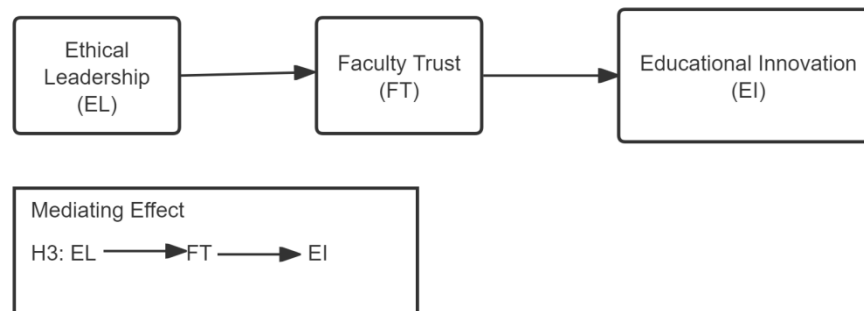 Ethical
Leadership
(EL)
Faculty Trust
(FT)
Educational Innovation
(EI)
Mediating Effect
H3: EL FT EI